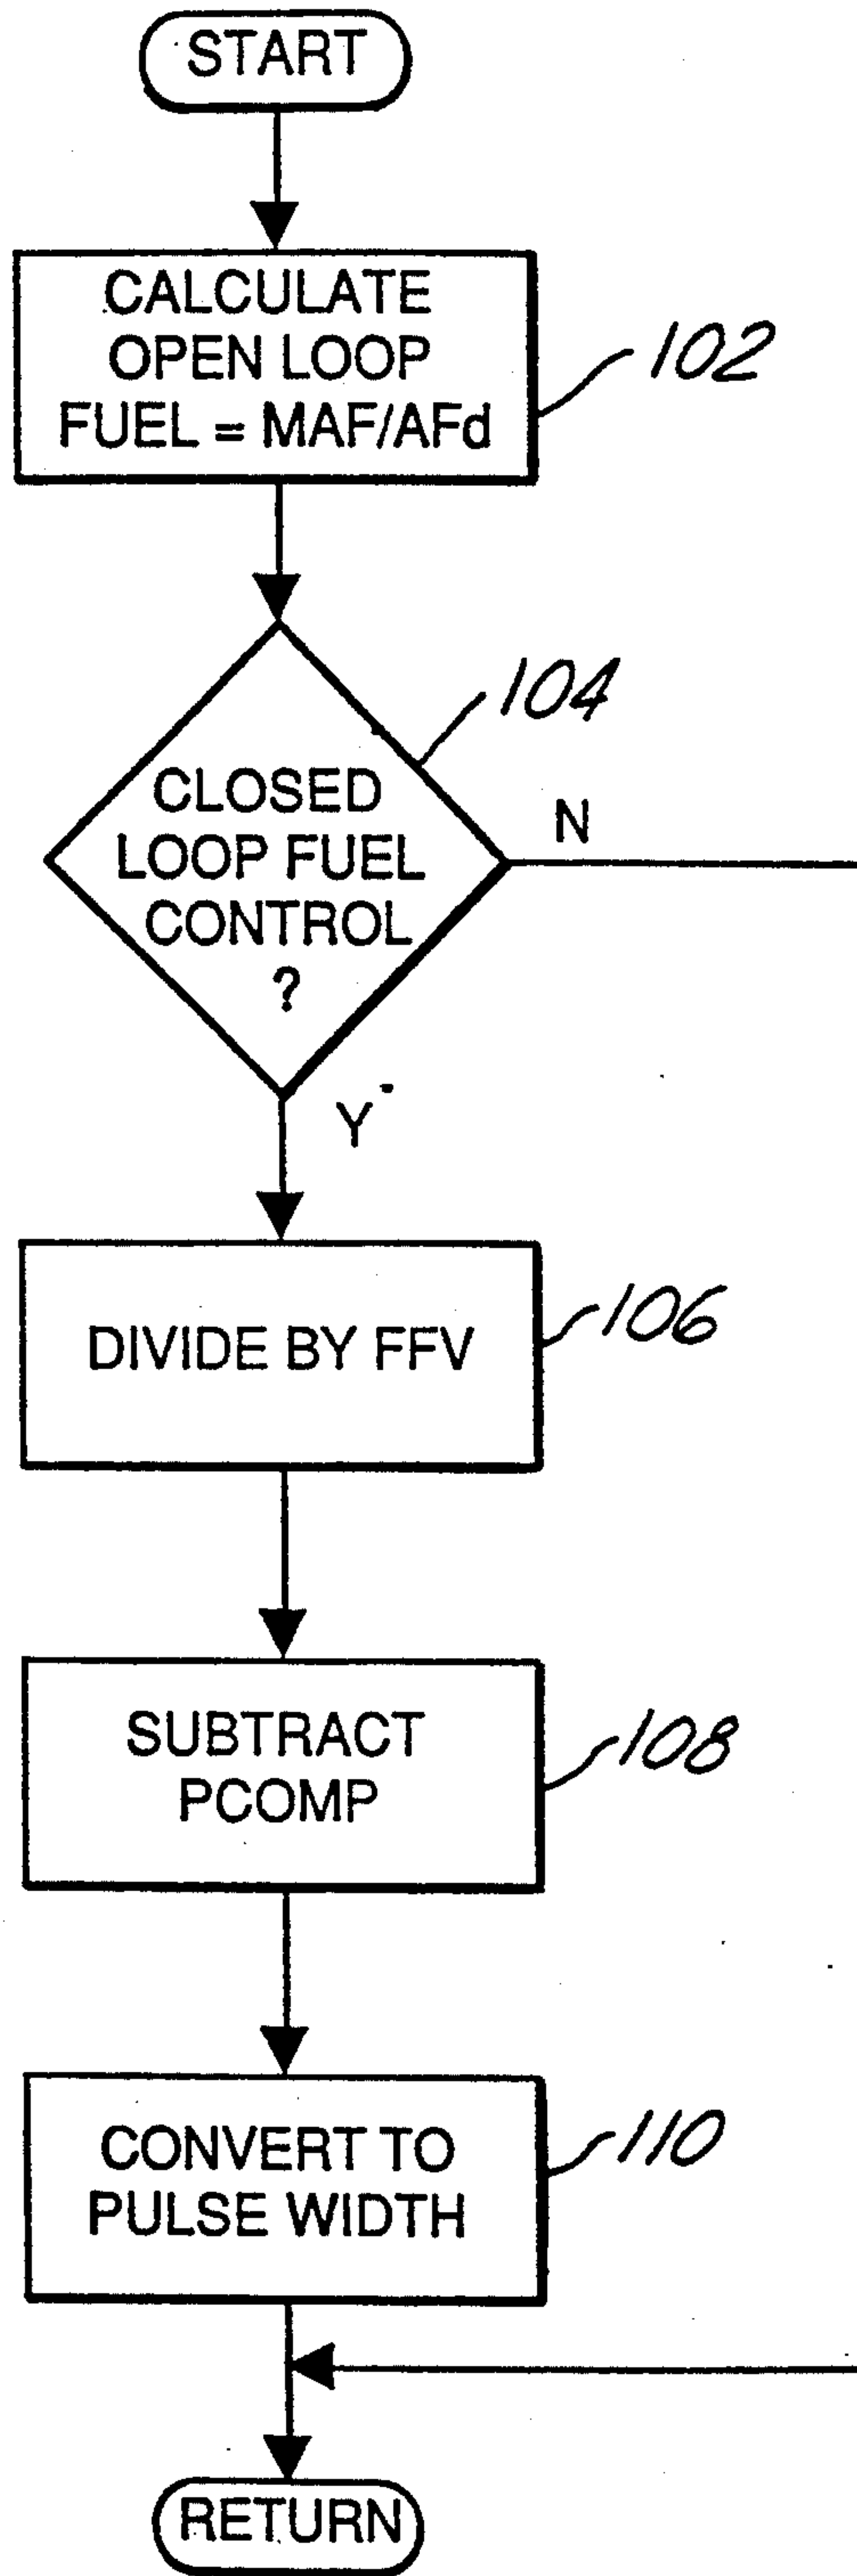 START
CALCULATE
OPEN LOOP
FUEL = MAF/AFd
102
104
CLOSED
LOOP FUEL
CONTROL
?
N
Y
DIVIDE BY FFV
106
SUBTRACT
PCOMP
108
CONVERT TO
PULSE WIDTH
110
RETURN